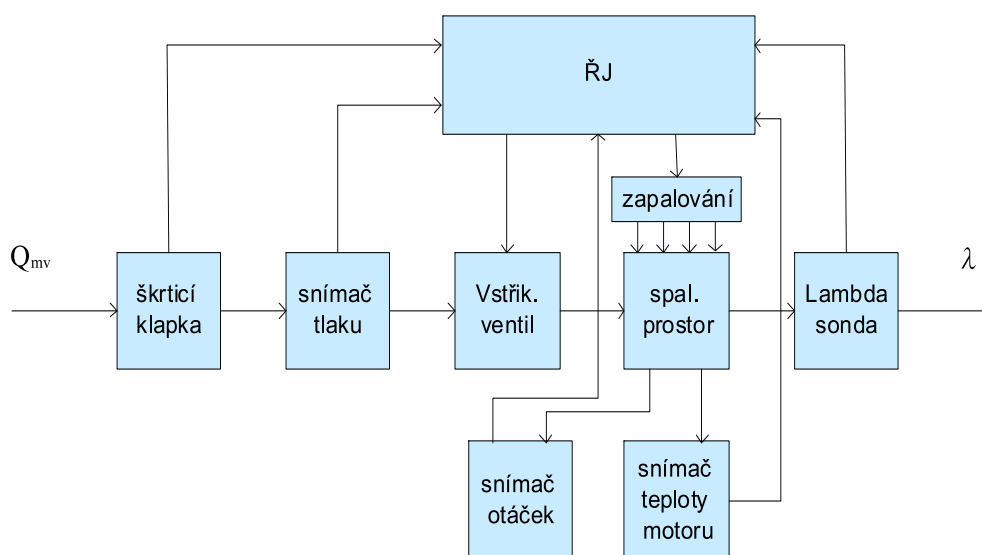 ŘJ
zapalování
Qmv
škrticí
klapka
snímač
tlaku
Vstřik.
ventil
spal.
prostor
Lambda
sonda
λ
snímač
otáček
snímač
teploty
motoru